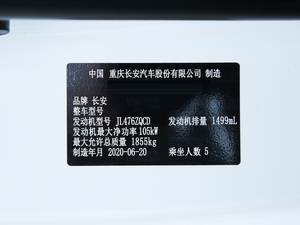 中国 重庆长安汽车股份有限公司 制造
品牌 长安
整车型号
发动机型号 JL476ZQCD 发动机排量 1499mL
发动机最大净功率 105kW
最大允许总质量 1855kg
制造年月 2020-06-20 乘坐人数 5